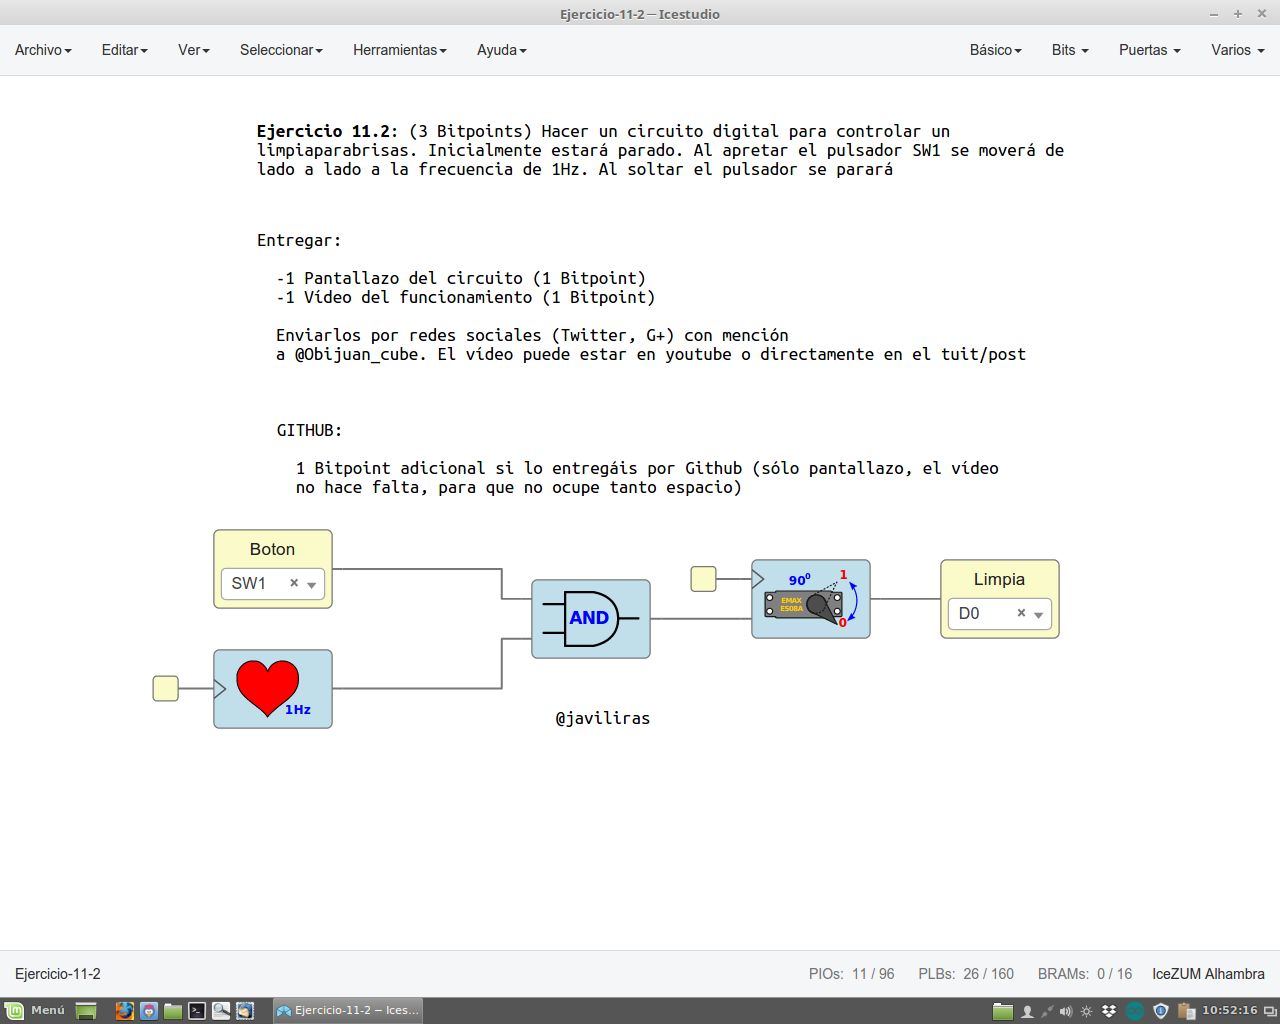 Ejercicio-11-2 — Icestudio
Archivo Editar Ver Seleccionar Herramientas Ayuda Básico Bits Puertas Varios
Ejercicio 11.2: (3 Bitpoints) Hacer un circuito digital para controlar un
limpiaparabrisas. Inicialmente estará parado. Al apretar el pulsador SW1 se moverá de
lado a lado a la frecuencia de 1Hz. Al soltar el pulsador se parará
Entregar:
-1 Pantallazo del circuito (1 Bitpoint)
-1 Vídeo del funcionamiento (1 Bitpoint)
Enviarlos por redes sociales (Twitter, G+) con mención
a @Obijuan_cube. El vídeo puede estar en youtube o directamente en el tuit/post
GITHUB:
1 Bitpoint adicional si lo entregáis por Github (sólo pantallazo, el vídeo
no hace falta, para que no ocupe tanto espacio)
Boton
SW1
AND
90⁰ 1
EMAX
ES08A
0
Limpia
D0
1Hz
@javiliras
Ejercicio-11-2 PIOs: 11 / 96 PLBs: 26 / 160 BRAMs: 0 / 16 IceZUM Alhambra
Menú Ejercicio-11-2 — Ices... 10:52:16